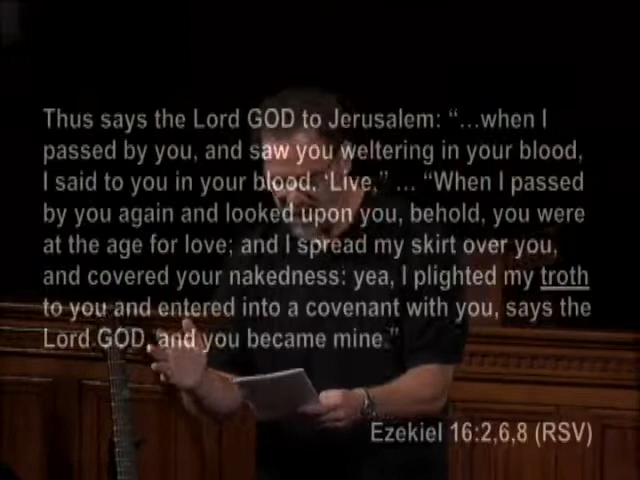 Thus says the Lord GOD to Jerusalem: “…when I
passed by you, and saw you weltering in your blood,
I said to you in your blood, ‘Live,” ... “When I passed
by you again and looked upon you, behold, you were
at the age for love; and I spread my skirt over you,
and covered your nakedness: yea, I plighted my troth
to you and entered into a covenant with you, says the
Lord GOD, and you became mine.”
Ezekiel 16:2,6,8 (RSV)